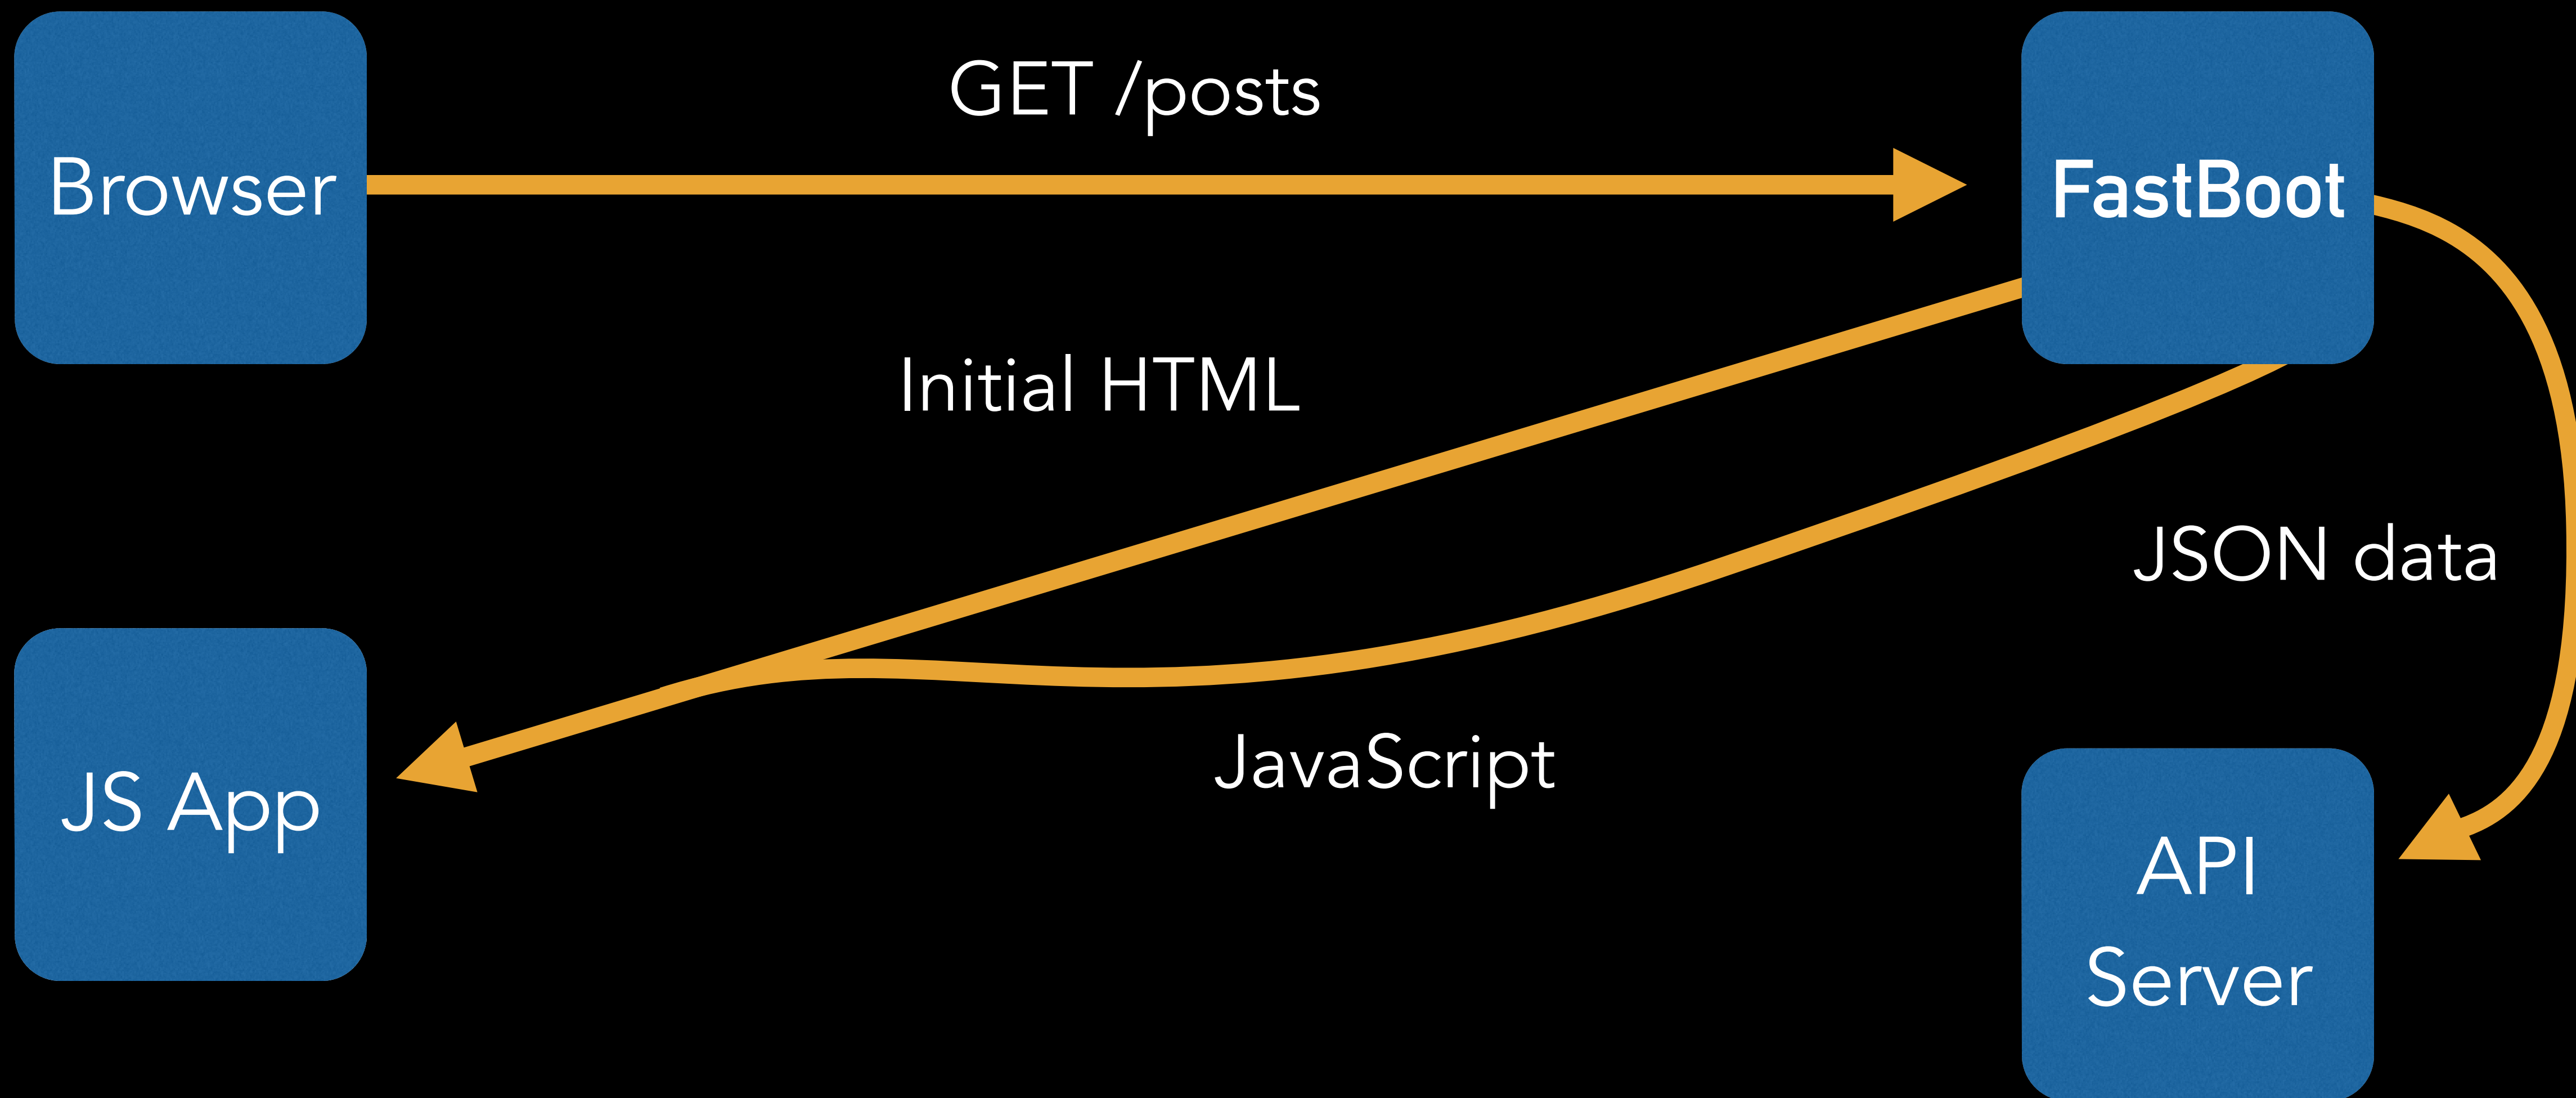 GET /posts
Browser
FastBoot
Initial HTML
JSON data
JavaScript
JS App
API
Server